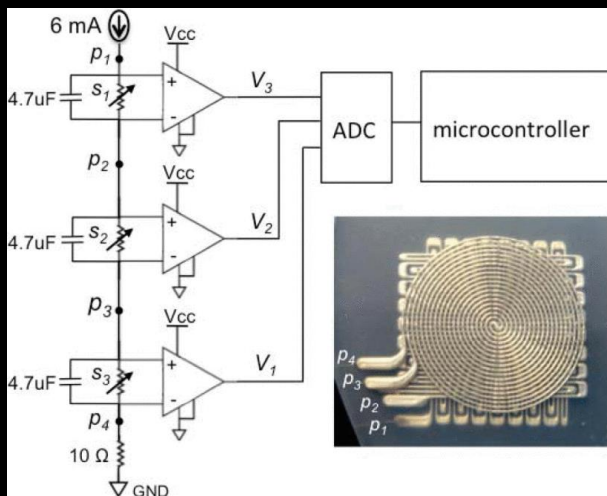 6 mA
Vcc
p1
4.7uF
s1
+
-
V3
ADC
microcontroller
p2
Vcc
4.7uF
s2
+
-
V2
p3
Vcc
4.7uF
s3
+
-
V1
p4
10 Ω
GND
p4
p3
p2
p1